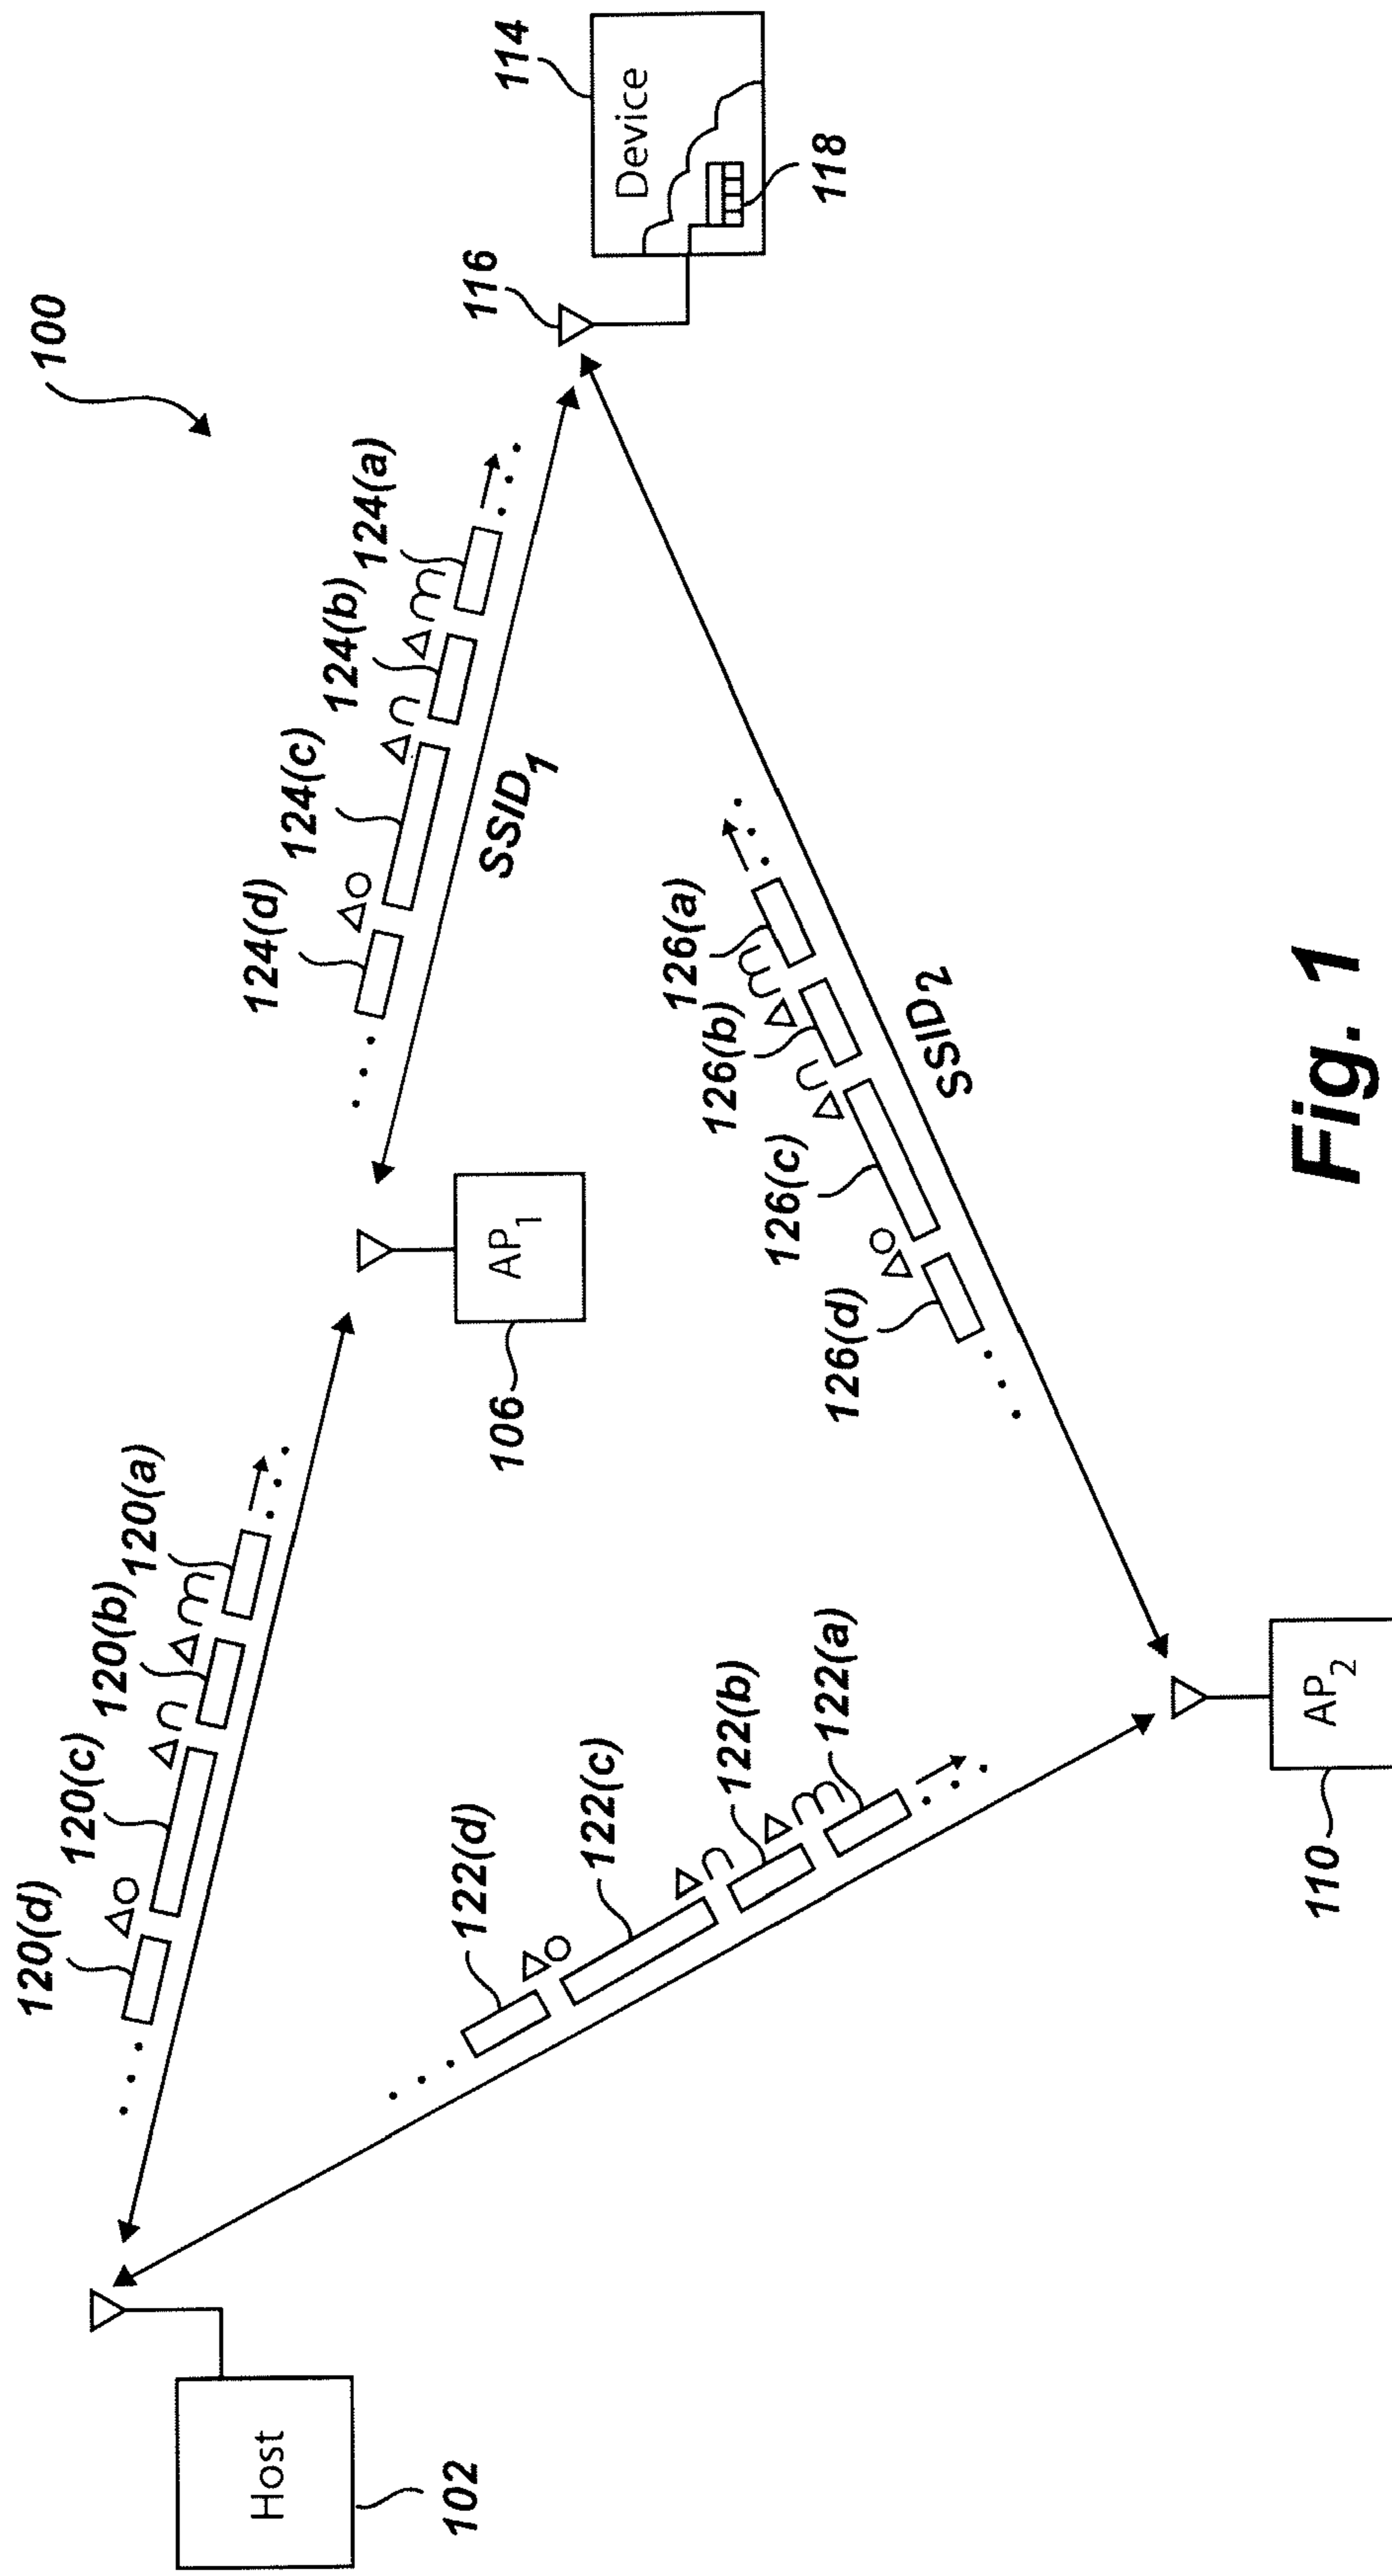 100
120(d)
120(c)
120(b)
120(a)
124(d)
124(c)
124(b)
124(a)
SSID1
116
114
Device
118
Host
102
AP1
106
122(d)
122(c)
122(b)
122(a)
126(d)
126(c)
126(b)
126(a)
SSID2
AP2
110
Fig. 1